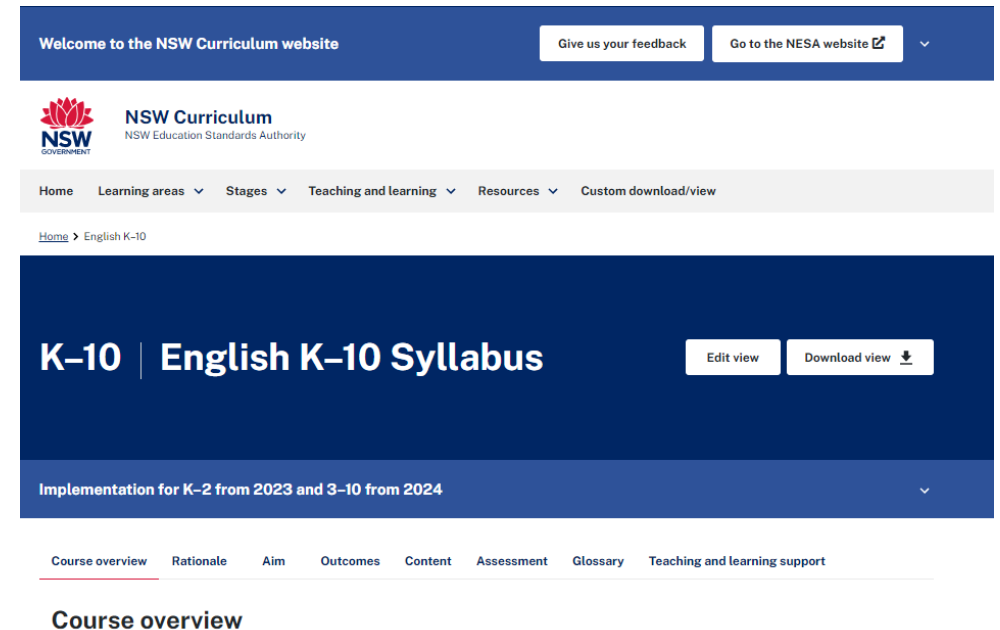 Welcome to the NSW Curriculum website
Give us your feedback
Go to the NESA website
NSW
GOVERNMENT
NSW Curriculum
NSW Education Standards Authority
Home Learning areas Stages Teaching and learning Resources Custom download/view
Home > English K–10
K–10 | English K–10 Syllabus
Edit view
Download view
Implementation for K–2 from 2023 and 3–10 from 2024
Course overview Rationale Aim Outcomes Content Assessment Glossary Teaching and learning support
Course overview